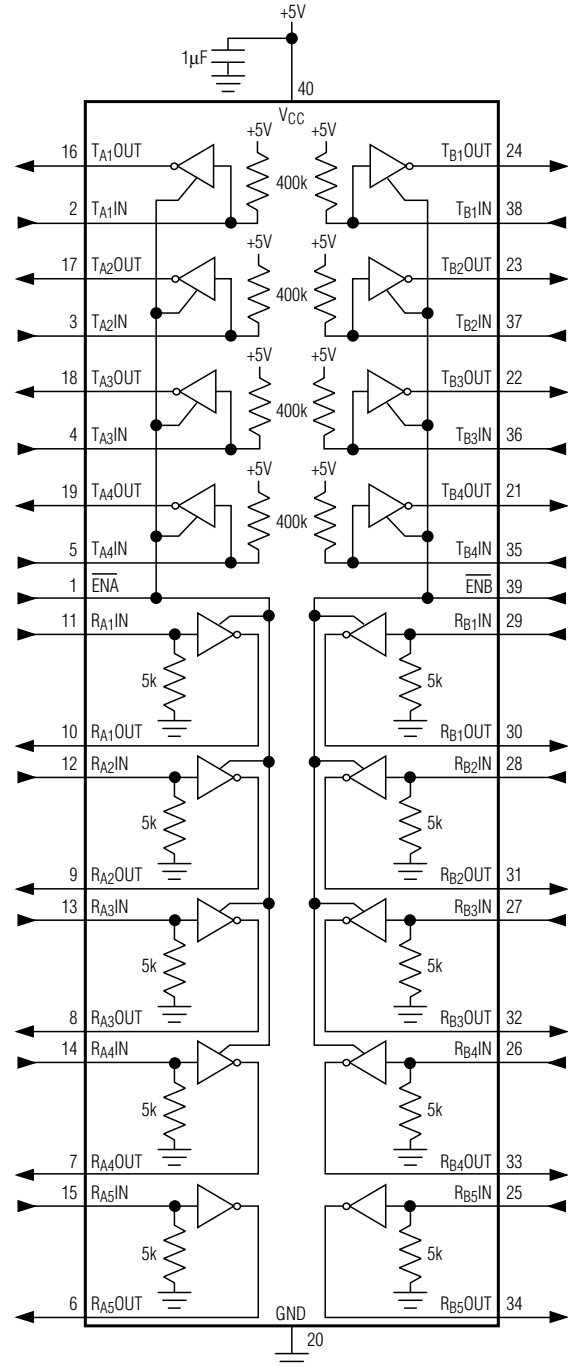 +5V
1µF
40
VCC
16 TA1OUT +5V +5V TB1OUT 24
400k
2 TA1IN TB1IN 38
17 TA2OUT +5V TB2OUT 23
400k
3 TA2IN TB2IN 37
18 TA3OUT +5V TB3OUT 22
400k
4 TA3IN TB3IN 36
19 TA4OUT +5V TB4OUT 21
400k
5 TA4IN TB4IN 35
1 ENA ENB 39
11 RA1IN RB1IN 29
5k 5k
10 RA1OUT RB1OUT 30
12 RA2IN RB2IN 28
5k 5k
9 RA2OUT RB2OUT 31
13 RA3IN RB3IN 27
5k 5k
8 RA3OUT RB3OUT 32
14 RA4IN RB4IN 26
5k 5k
7 RA4OUT RB4OUT 33
15 RA5IN RB5IN 25
5k 5k
6 RA5OUT GND RB5OUT 34
20